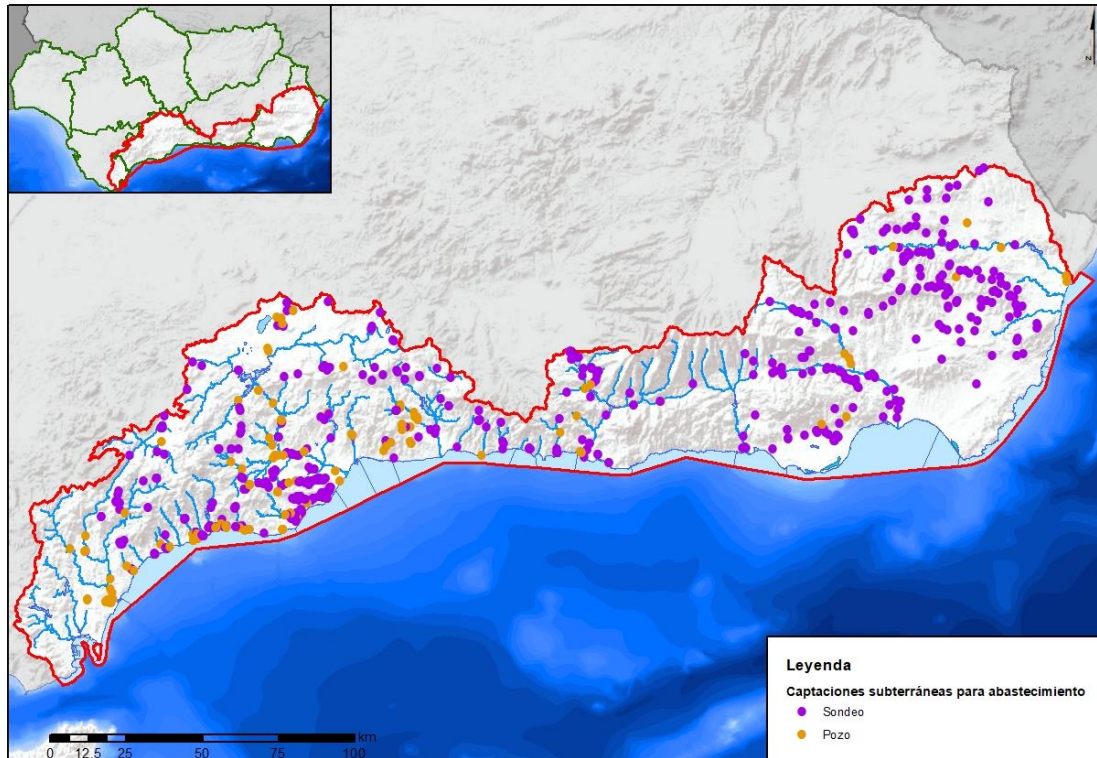 N
Leyenda
Captaciones subterráneas para abastecimiento
Sondeo
Pozo
km
0 12.5 25 50 75 100